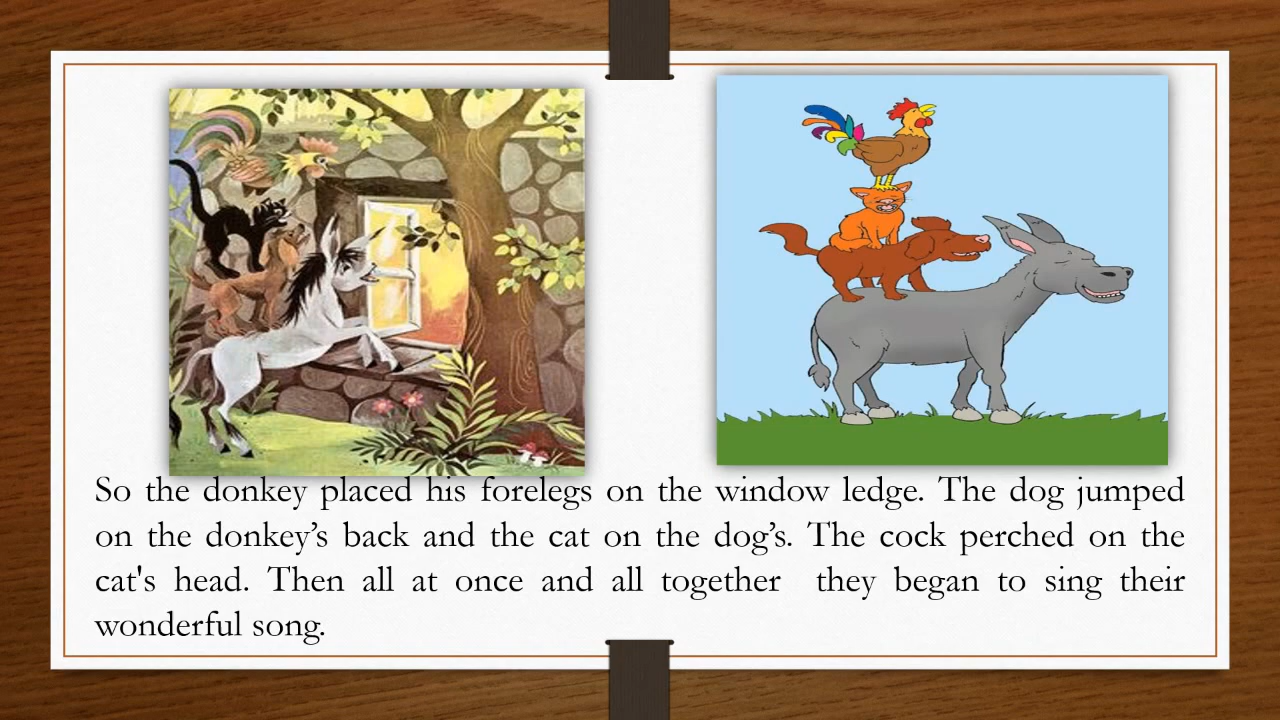 So the donkey placed his forelegs on the window ledge. The dog jumped
on the donkey’s back and the cat on the dog’s. The cock perched on the
cat's head. Then all at once and all together  they began to sing their
wonderful song.